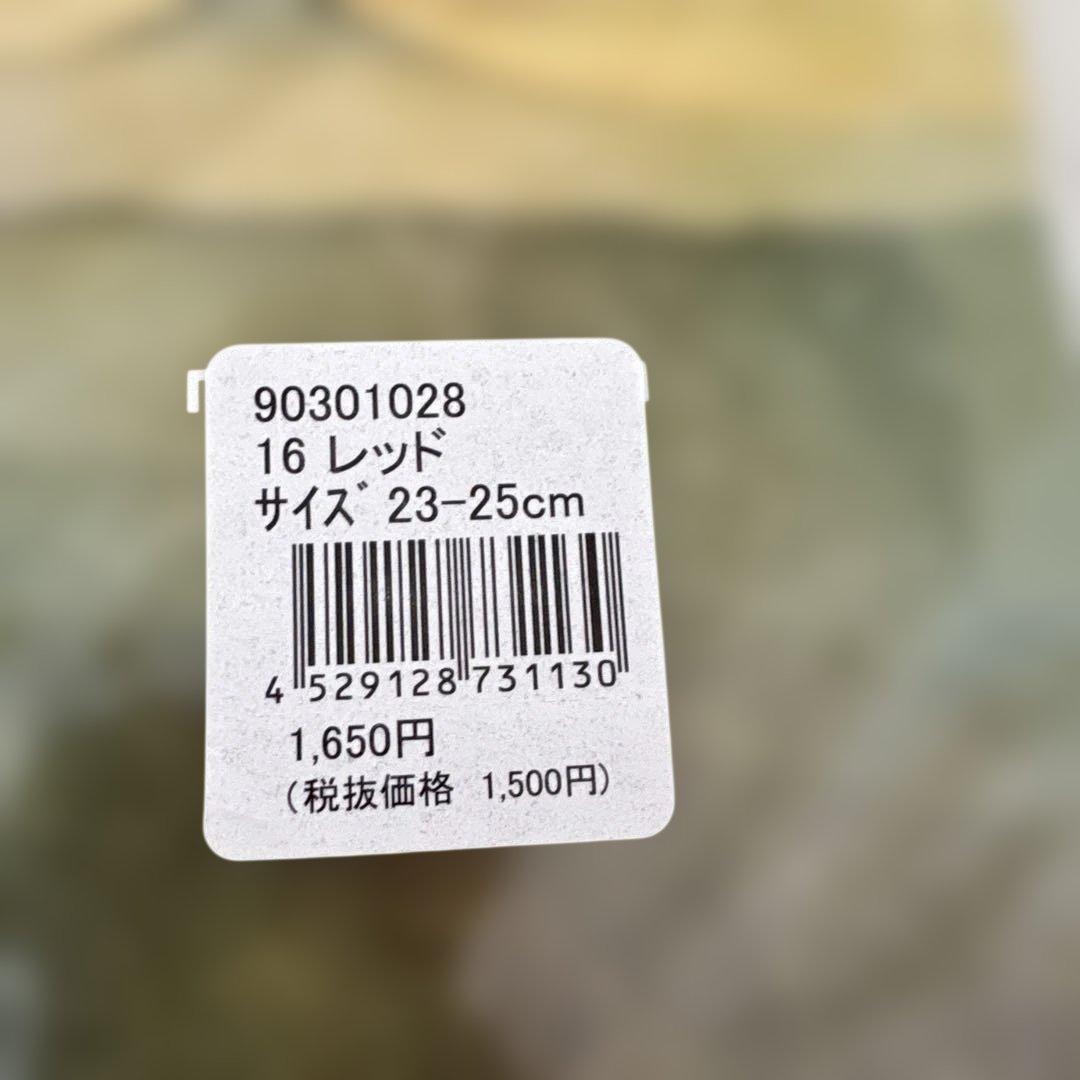 90301028
16 レッド
サイズ 23-25cm
4 529128 731130
1,650円
(税抜価格 1,500円)